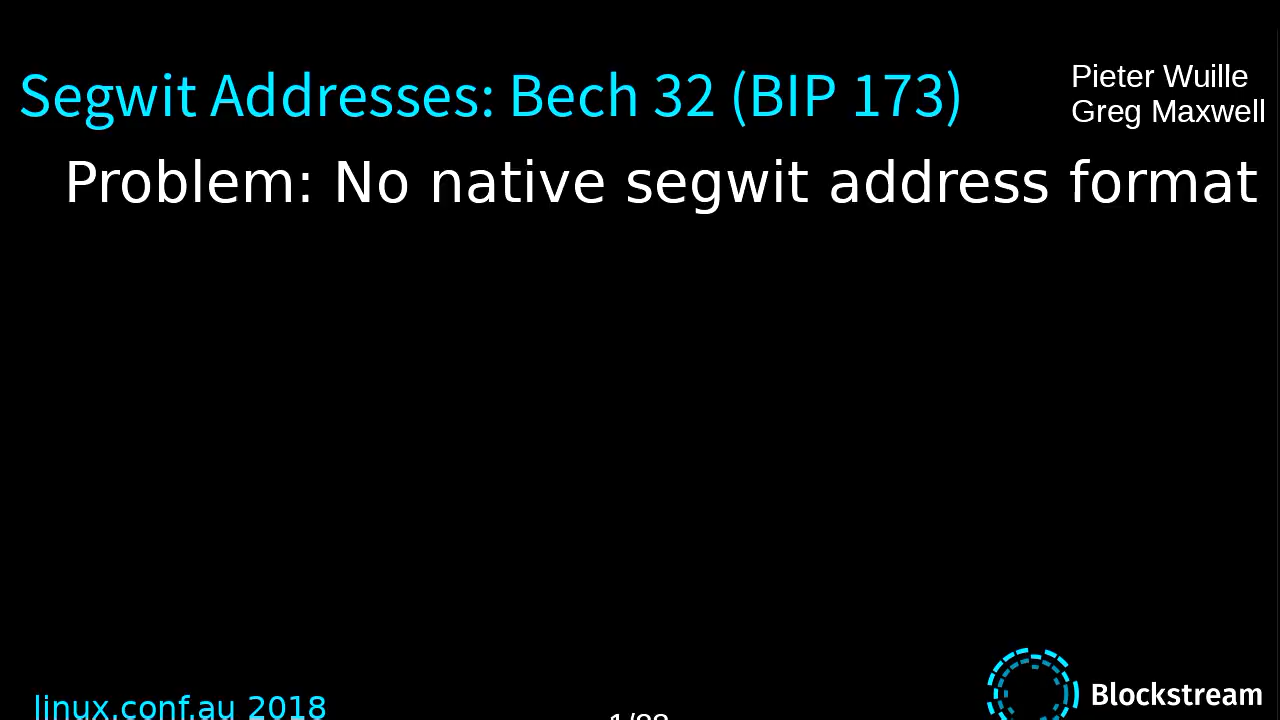 Segwit Addresses: Bech 32 (BIP 173)
Pieter Wuille
Greg Maxwell
Problem: No native segwit address format
linux.conf.au 2018
Blockstream